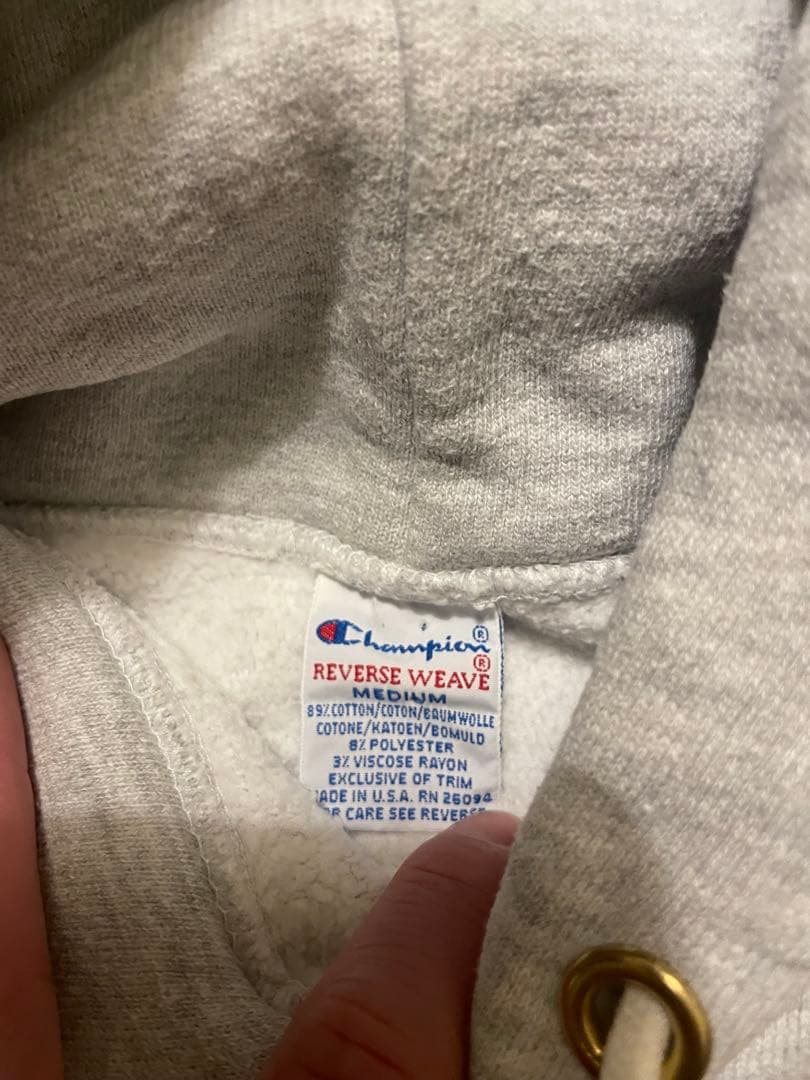 Champion®
REVERSE WEAVE®
MEDIUM
89% COTTON/COTON/BAUMWOLLE
COTONE/KATOEN/BOMULD
8% POLYESTER
3% VISCOSE RAYON
EXCLUSIVE OF TRIM
ADE IN U.S.A. RN 26094
R CARE SEE REVERSE